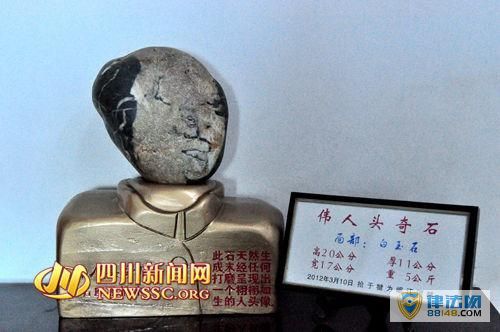 此石天然生
成未经任何
打磨呈现出
一个栩栩如
生的人头像
四川新闻网
NEWSSC.ORG
伟人头奇石
面部：白玉石
高20公分 厚11公分
宽17公分 重5公斤
2012年3月10日 拾于犍为
律法网
88148.com